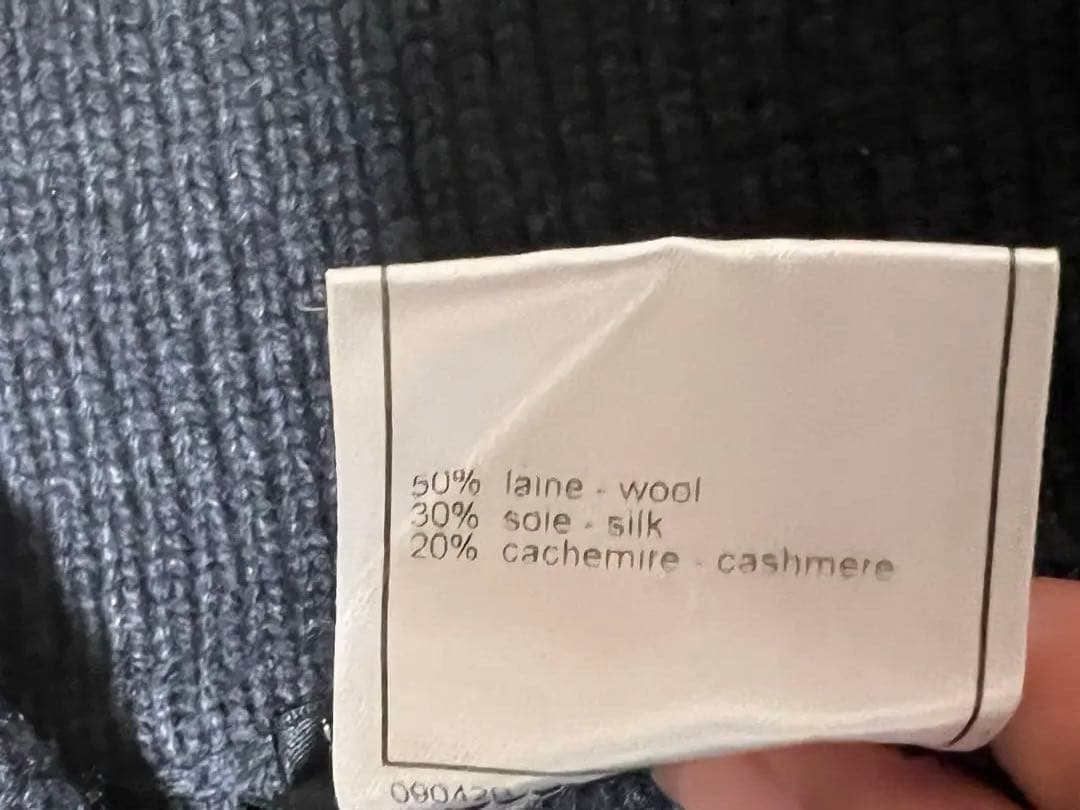 50% laine - wool
30% soie - silk
20% cachemire - cashmere